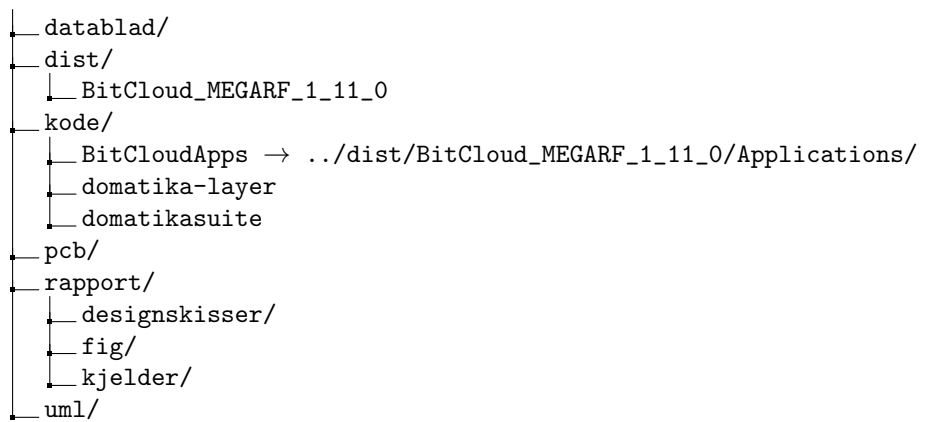 datablad/
dist/
BitCloud_MEGARF_1_11_0
kode/
BitCloudApps → ../dist/BitCloud_MEGARF_1_11_0/Applications/
domatika-layer
domatikasuite
pcb/
rapport/
designskisser/
fig/
kjelder/
uml/